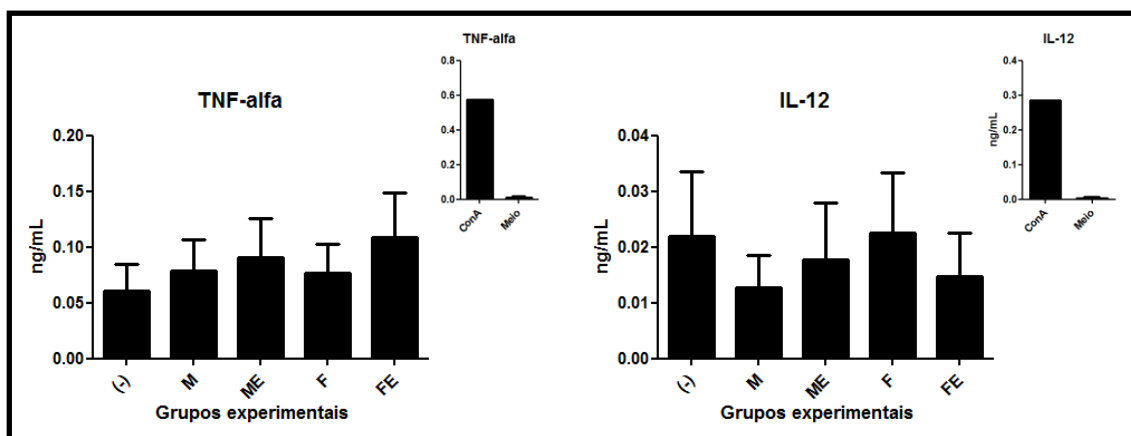 TNF-alfa
0.20
0.15
0.10
0.05
0.00
ng/mL
(-) M ME F FE
Grupos experimentais
TNF-alfa
0.8
0.6
0.4
0.2
0.0
ConA Meio
IL-12
0.04
0.03
0.02
0.01
0.00
ng/mL
(-) M ME F FE
Grupos experimentais
IL-12
0.4
0.3
0.2
0.1
0.0
ng/mL
ConA Meio